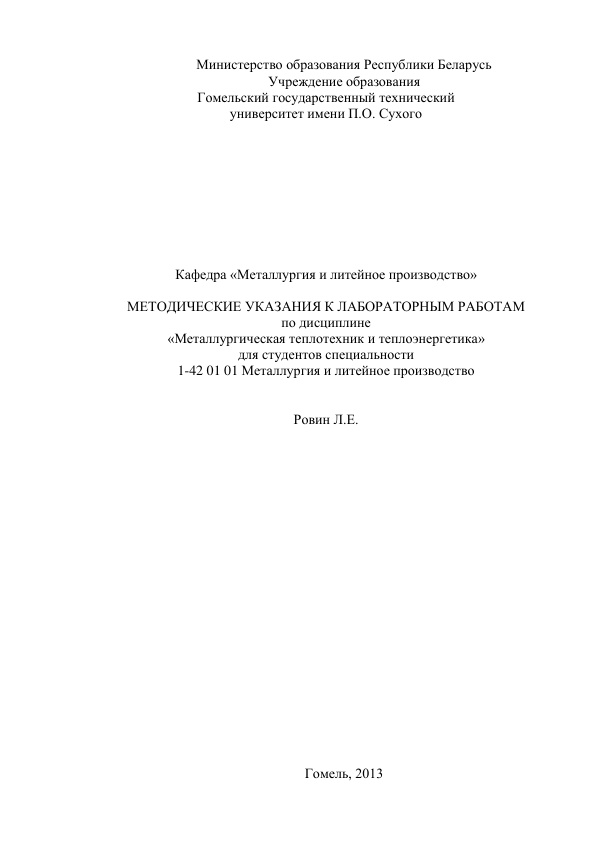 Министерство образования Республики Беларусь
Учреждение образования
Гомельский государственный технический
университет имени П.О. Сухого
Кафедра «Металлургия и литейное производство»
МЕТОДИЧЕСКИЕ УКАЗАНИЯ К ЛАБОРАТОРНЫМ РАБОТАМ
по дисциплине
«Металлургическая теплотехник и теплоэнергетика»
для студентов специальности
1-42 01 01 Металлургия и литейное производство
Ровин Л.Е.
Гомель, 2013